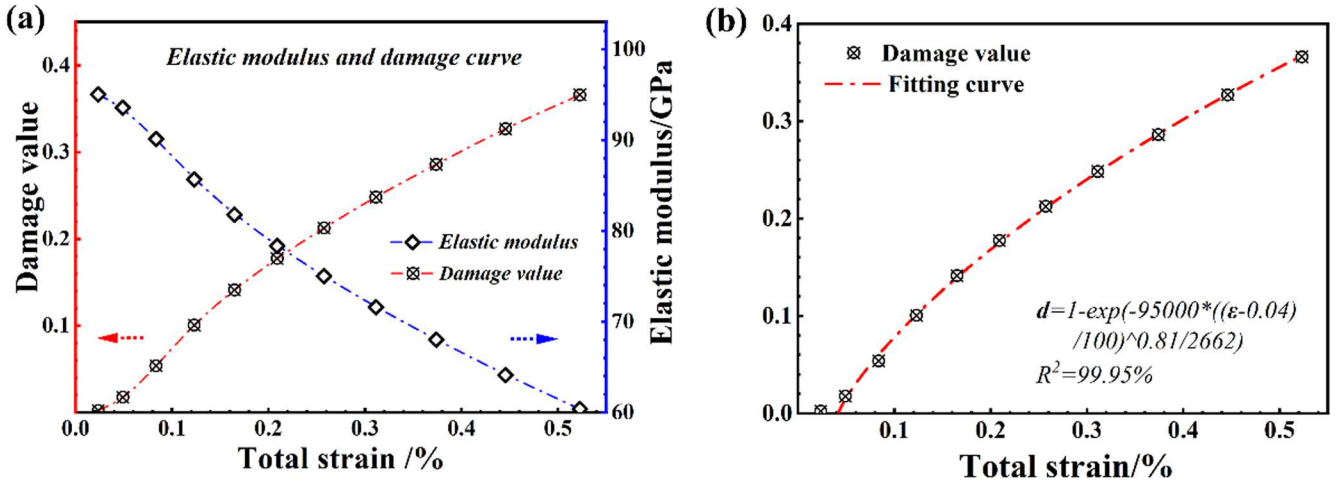 (a)
Elastic modulus and damage curve
Damage value
0.4
0.3
0.2
0.1
100
90
80
70
60
Elastic modulus/GPa
Elastic modulus
Damage value
0.0 0.1 0.2 0.3 0.4 0.5
Total strain /%
(b)
0.4
0.3
0.2
0.1
0.0
Damage value
Fitting curve
d=1-exp(-95000*((ε-0.04)
/100)^0.81/2662)
R²=99.95%
0.1 0.2 0.3 0.4 0.5
Total strain/%